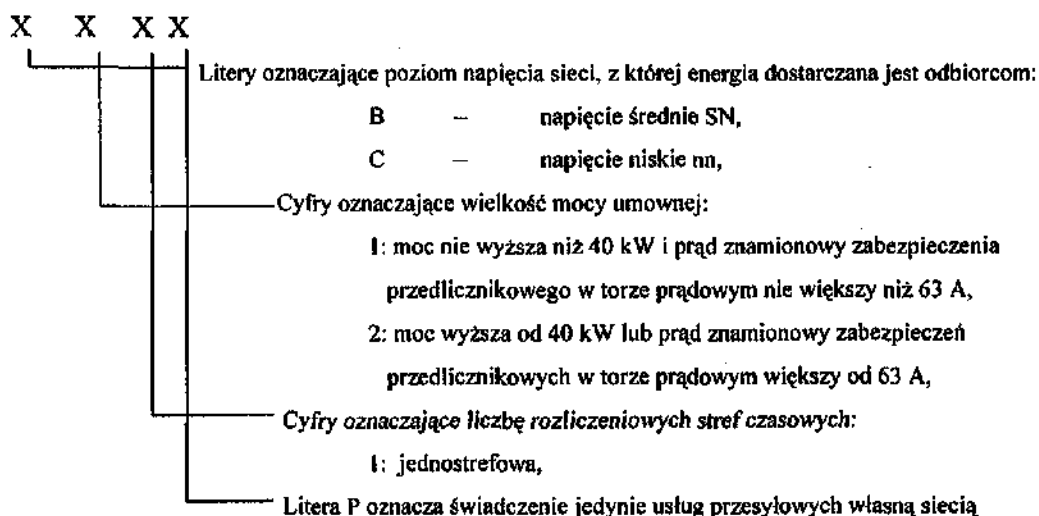 X X X X
Litery oznaczające poziom napięcia sieci, z której energia dostarczana jest odbiorcom:
B – napięcie średnie SN,
C – napięcie niskie nn,
Cyfry oznaczające wielkość mocy umownej:
1: moc nie wyższa niż 40 kW i prąd znamionowy zabezpieczenia
przedlicznikowego w torze prądowym nie większy niż 63 A,
2: moc wyższa od 40 kW lub prąd znamionowy zabezpieczeń
przedlicznikowych w torze prądowym większy od 63 A,
Cyfry oznaczające liczbę rozliczeniowych stref czasowych:
1: jednostrefowa,
Litera P oznacza świadczenie jedynie usług przesyłowych własną siecią